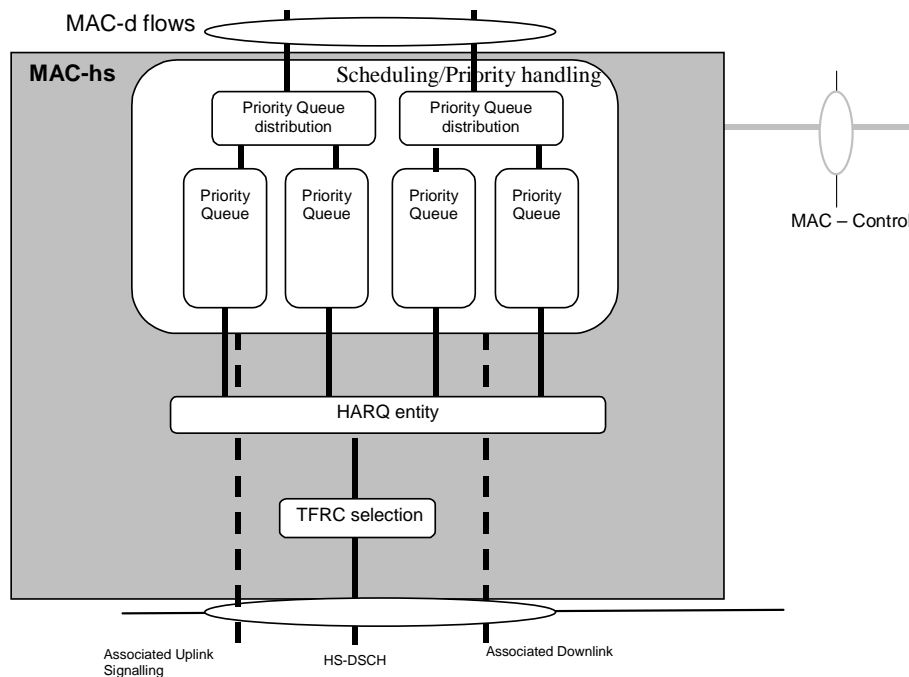 MAC-d flows
MAC-hs
Scheduling/Priority handling
Priority Queue
distribution
Priority Queue
distribution
Priority
Queue
Priority
Queue
Priority
Queue
Priority
Queue
MAC – Control
HARQ entity
TFRC selection
Associated Uplink
Signalling
HS-DSCH
Associated Downlink